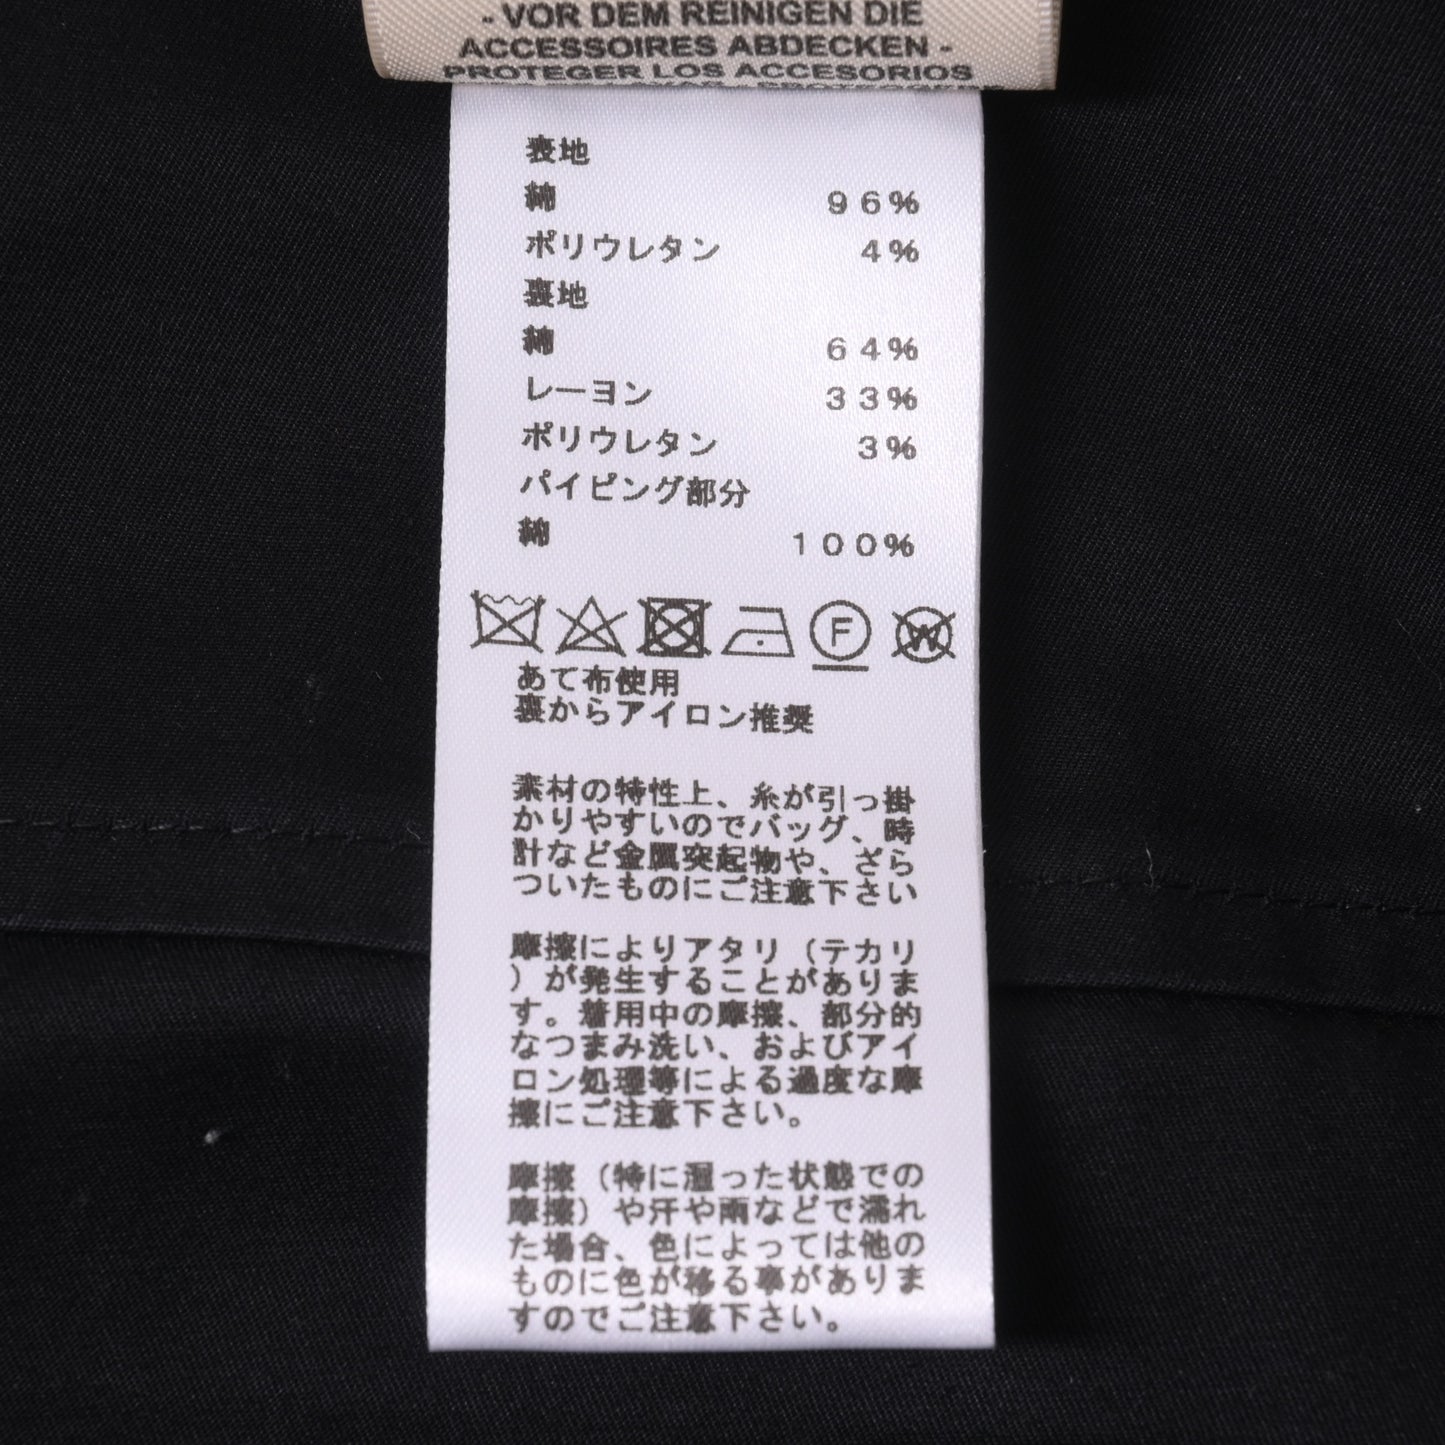 - VOR DEM REINIGEN DIE
ACCESSOIRES ABDECKEN -
PROTEGER LOS ACCESORIOS
表地
綿 96%
ポリウレタン 4%
裏地
綿 64%
レーヨン 33%
ポリウレタン 3%
パイピング部分
綿 100%
F W
あて布使用
裏からアイロン推奨
素材の特性上、糸が引っ掛
かりやすいのでバッグ、時
計など金属突起物や、ざら
ついたものにご注意下さい
摩擦によりアタリ（テカリ
）が発生することがありま
す。着用中の摩擦、部分的
なつまみ洗い、およびアイ
ロン処理等による過度な摩
擦にご注意下さい。
摩擦（特に湿った状態での
摩擦）や汗や雨などで濡れ
た場合、色によっては他の
ものに色が移る事がありま
すのでご注意下さい。